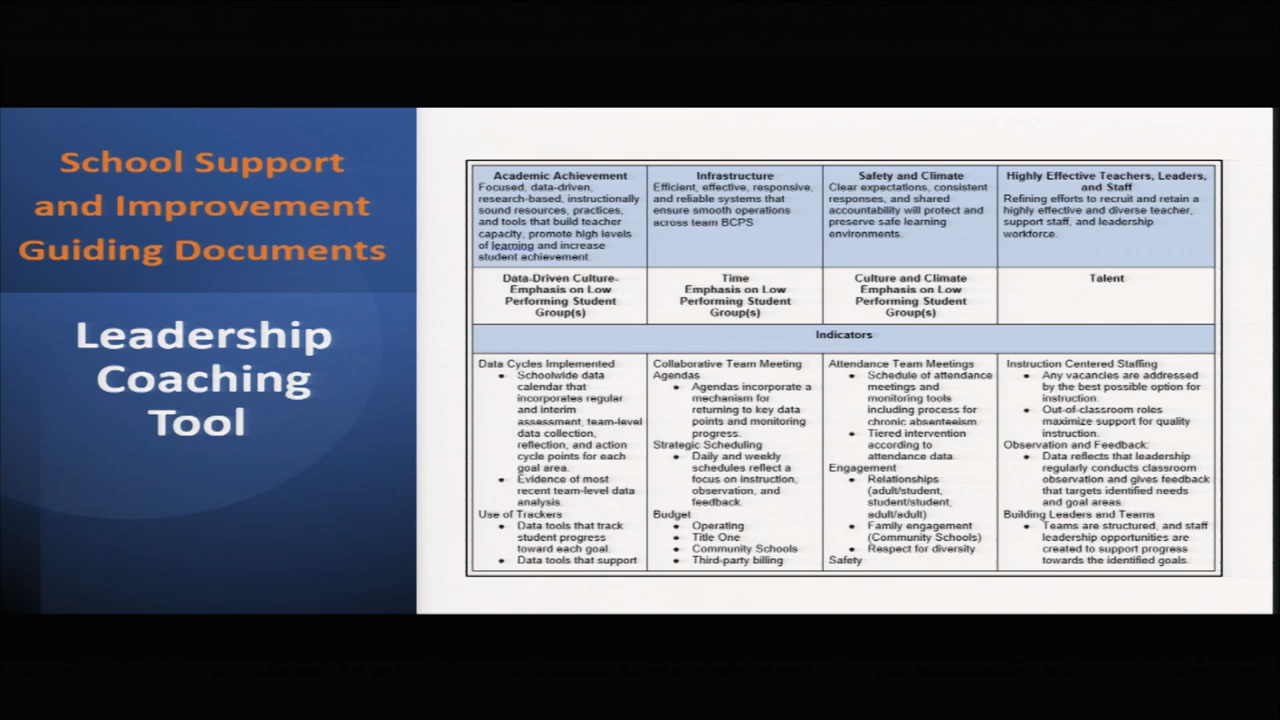 School Support
and Improvement
Guiding Documents
Leadership
Coaching
Tool
Academic Achievement
Focused, data-driven,
research-based, instructionally
sound resources, practices,
and tools that build teacher
capacity, promote high levels
of learning and increase
student achievement.
Infrastructure
Efficient, effective, responsive,
and reliable systems that
ensure smooth operations
across team BCPS
Safety and Climate
Clear expectations, consistent
responses, and shared
accountability will protect and
preserve safe learning
environments.
Highly Effective Teachers, Leaders,
and Staff
Refining efforts to recruit and retain a
highly effective and diverse teacher,
support staff, and leadership
workforce.
Data-Driven Culture-
Emphasis on Low
Performing Student
Group(s)
Time
Emphasis on Low
Performing Student
Group(s)
Culture and Climate
Emphasis on Low
Performing Student
Group(s)
Talent
Indicators
Data Cycles Implemented
• Schoolwide data
calendar that
incorporates regular
and interim
assessment, team-level
data collection,
reflection, and action
cycle points for each
goal area.
• Evidence of most
recent team-level data
analysis.
Use of Trackers
• Data tools that track
student progress
toward each goal.
• Data tools that support
Collaborative Team Meeting
Agendas
• Agendas incorporate a
mechanism for
returning to key data
points and monitoring
progress.
Strategic Scheduling
• Daily and weekly
schedules reflect a
focus on instruction,
observation, and
feedback.
Budget
• Operating
• Title One
• Community Schools
• Third-party billing
Attendance Team Meetings
• Schedule of attendance
meetings and
monitoring tools
including process for
chronic absenteeism
• Tiered intervention
according to
attendance data.
Engagement
• Relationships
(adult/student,
student/student,
adult/adult)
• Family engagement
(Community Schools)
• Respect for diversity
Safety
Instruction Centered Staffing
• Any vacancies are addressed
by the best possible option for
instruction.
• Out-of-classroom roles
maximize support for quality
instruction.
Observation and Feedback:
• Data reflects that leadership
regularly conducts classroom
observation and gives feedback
that targets identified needs
and goal areas.
Building Leaders and Teams
• Teams are structured, and staff
leadership opportunities are
created to support progress
towards the identified goals.